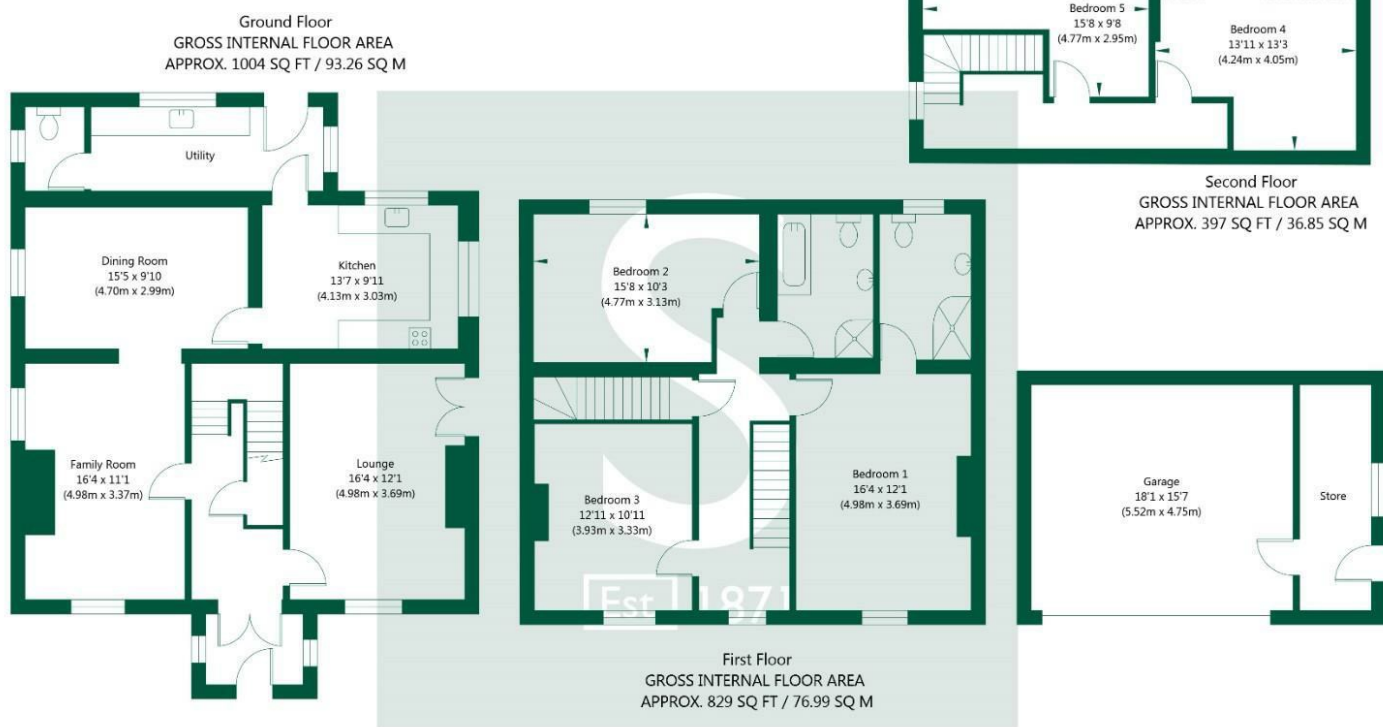 Ground Floor
GROSS INTERNAL FLOOR AREA
APPROX. 1004 SQ FT / 93.26 SQ M
Utility
Dining Room
15'5 x 9'10
(4.70m x 2.99m)
Kitchen
13'7 x 9'11
(4.13m x 3.03m)
Family Room
16'4 x 11'1
(4.98m x 3.37m)
Lounge
16'4 x 12'1
(4.98m x 3.69m)
Bedroom 5
15'8 x 9'8
(4.77m x 2.95m)
Bedroom 4
13'11 x 13'3
(4.24m x 4.05m)
Second Floor
GROSS INTERNAL FLOOR AREA
APPROX. 397 SQ FT / 36.85 SQ M
Bedroom 2
15'8 x 10'3
(4.77m x 3.13m)
Bedroom 3
12'11 x 10'11
(3.93m x 3.33m)
Bedroom 1
16'4 x 12'1
(4.98m x 3.69m)
S
Est 1871
First Floor
GROSS INTERNAL FLOOR AREA
APPROX. 829 SQ FT / 76.99 SQ M
Garage
18'1 x 15'7
(5.52m x 4.75m)
Store